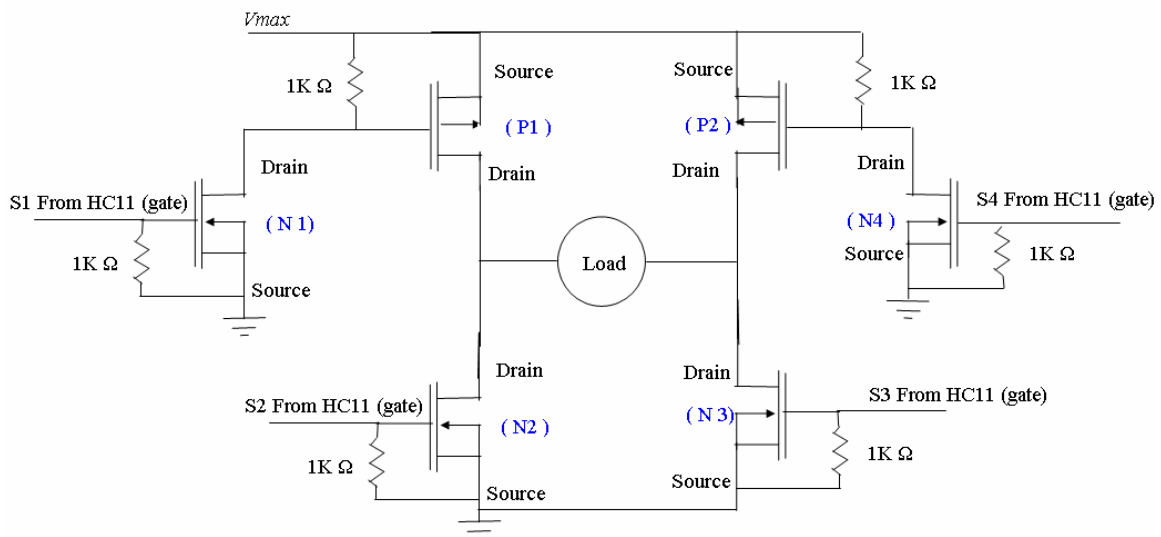 Vmax
Source
Source
1K Ω
1K Ω
( P1 )
( P2 )
Drain
Drain
Drain
Drain
S1 From HC11 (gate)
S4 From HC11 (gate)
( N 1)
( N4 )
Source
1K Ω
Load
1K Ω
Source
Drain
Drain
S2 From HC11 (gate)
S3 From HC11 (gate)
( N2 )
( N 3)
1K Ω
1K Ω
Source
Source